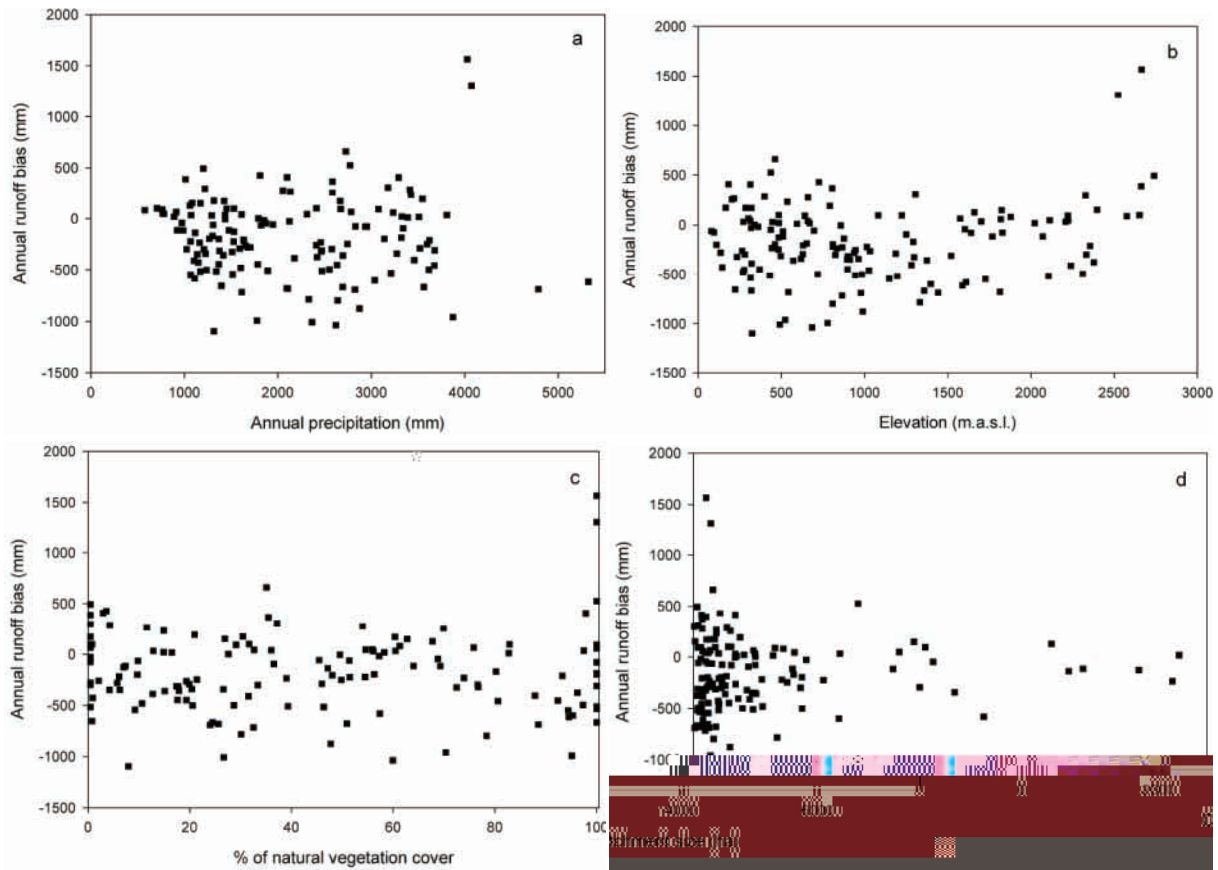 2000
1500
1000
500
0
-500
-1000
-1500
Annual runoff bias (mm)
a
0 1000 2000 3000 4000 5000
Annual precipitation (mm)
2000
1500
1000
500
0
-500
-1000
-1500
Annual runoff bias (mm)
b
0 500 1000 1500 2000 2500 3000
Elevation (m.a.s.l.)
2000
1500
1000
500
0
-500
-1000
-1500
Annual runoff bias (mm)
c
0 20 40 60 80 100
% of natural vegetation cover
2000
1500
1000
500
0
-500
Annual runoff bias (mm)
d